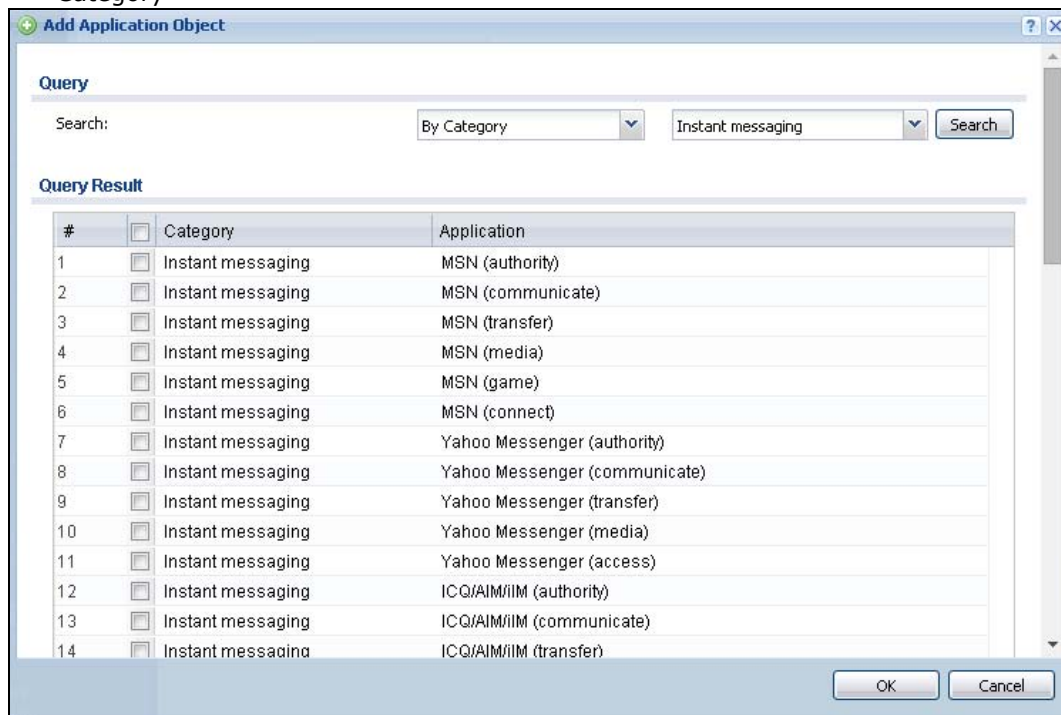 Category
Add Application Object
Query
Search: By Category Instant messaging Search
Query Result
# Category Application
1 Instant messaging MSN (authority)
2 Instant messaging MSN (communicate)
3 Instant messaging MSN (transfer)
4 Instant messaging MSN (media)
5 Instant messaging MSN (game)
6 Instant messaging MSN (connect)
7 Instant messaging Yahoo Messenger (authority)
8 Instant messaging Yahoo Messenger (communicate)
9 Instant messaging Yahoo Messenger (transfer)
10 Instant messaging Yahoo Messenger (media)
11 Instant messaging Yahoo Messenger (access)
12 Instant messaging ICQ/AIM/iIM (authority)
13 Instant messaging ICQ/AIM/iIM (communicate)
14 Instant messaging ICQ/AIM/iIM (transfer)
OK Cancel